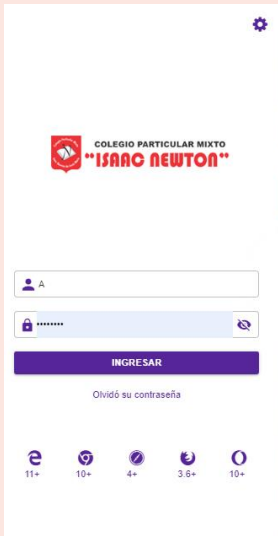 COLEGIO PARTICULAR MIXTO
"ISAAC NEWTON"
A
••••••••
INGRESAR
Olvidó su contraseña
11+ 10+ 4+ 3.6+ 10+